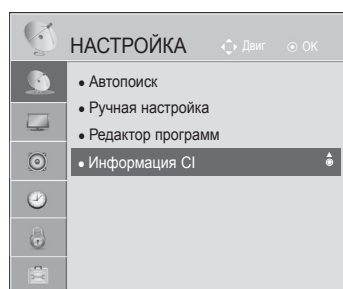 НАСТРОЙКА Двиг OK
• Автопоиск
• Ручная настройка
• Редактор программ
• Информация CI